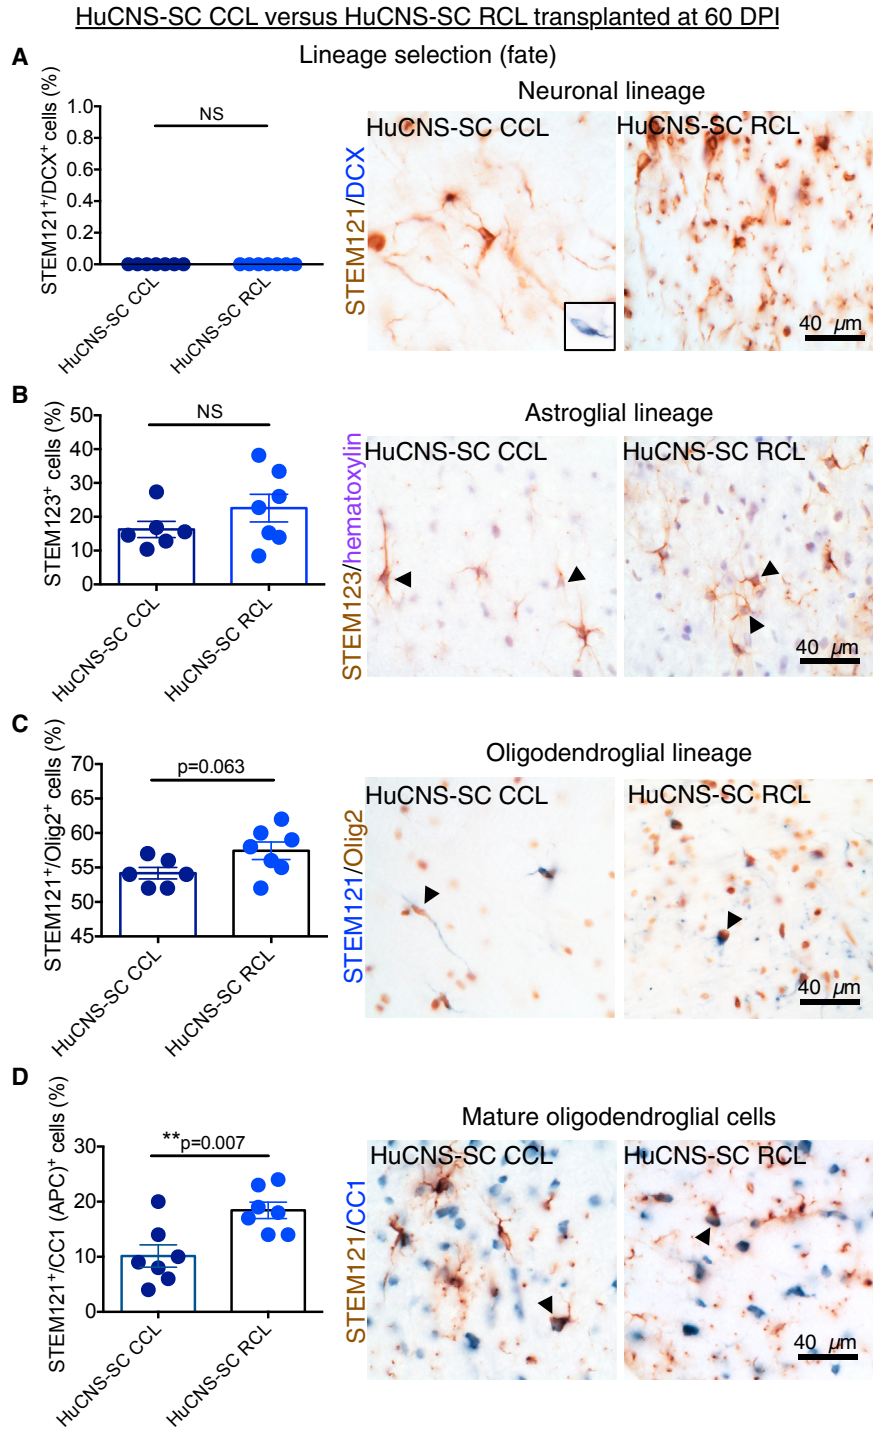 HuCNS-SC CCL versus HuCNS-SC RCL transplanted at 60 DPI
A
Lineage selection (fate)
STEM121⁺/DCX⁺ cells (%)
1.0
0.8
0.6
0.4
0.2
0.0
NS
HuCNS-SC CCL
HuCNS-SC RCL
Neuronal lineage
STEM121/DCX
HuCNS-SC CCL
HuCNS-SC RCL
40 µm
B
STEM123⁺ cells (%)
50
40
30
20
10
0
NS
HuCNS-SC CCL
HuCNS-SC RCL
Astroglial lineage
STEM123/hematoxylin
HuCNS-SC CCL
HuCNS-SC RCL
40 µm
C
STEM121⁺/Olig2⁺ cells (%)
70
65
60
55
50
45
p=0.063
HuCNS-SC CCL
HuCNS-SC RCL
Oligodendroglial lineage
STEM121/Olig2
HuCNS-SC CCL
HuCNS-SC RCL
40 µm
D
STEM121⁺/CC1 (APC)⁺ cells (%)
30
20
10
0
**p=0.007
HuCNS-SC CCL
HuCNS-SC RCL
Mature oligodendroglial cells
STEM121/CC1
HuCNS-SC CCL
HuCNS-SC RCL
40 µm